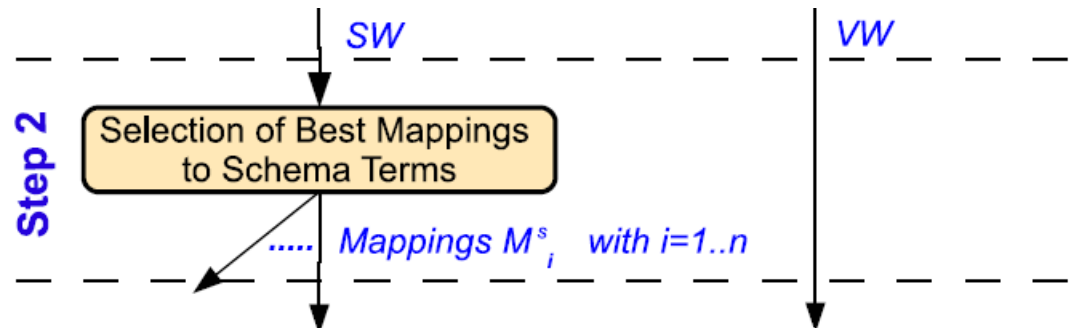 SW
VW
Step 2
Selection of Best Mappings
to Schema Terms
..... Mappings M^s_i with i=1..n